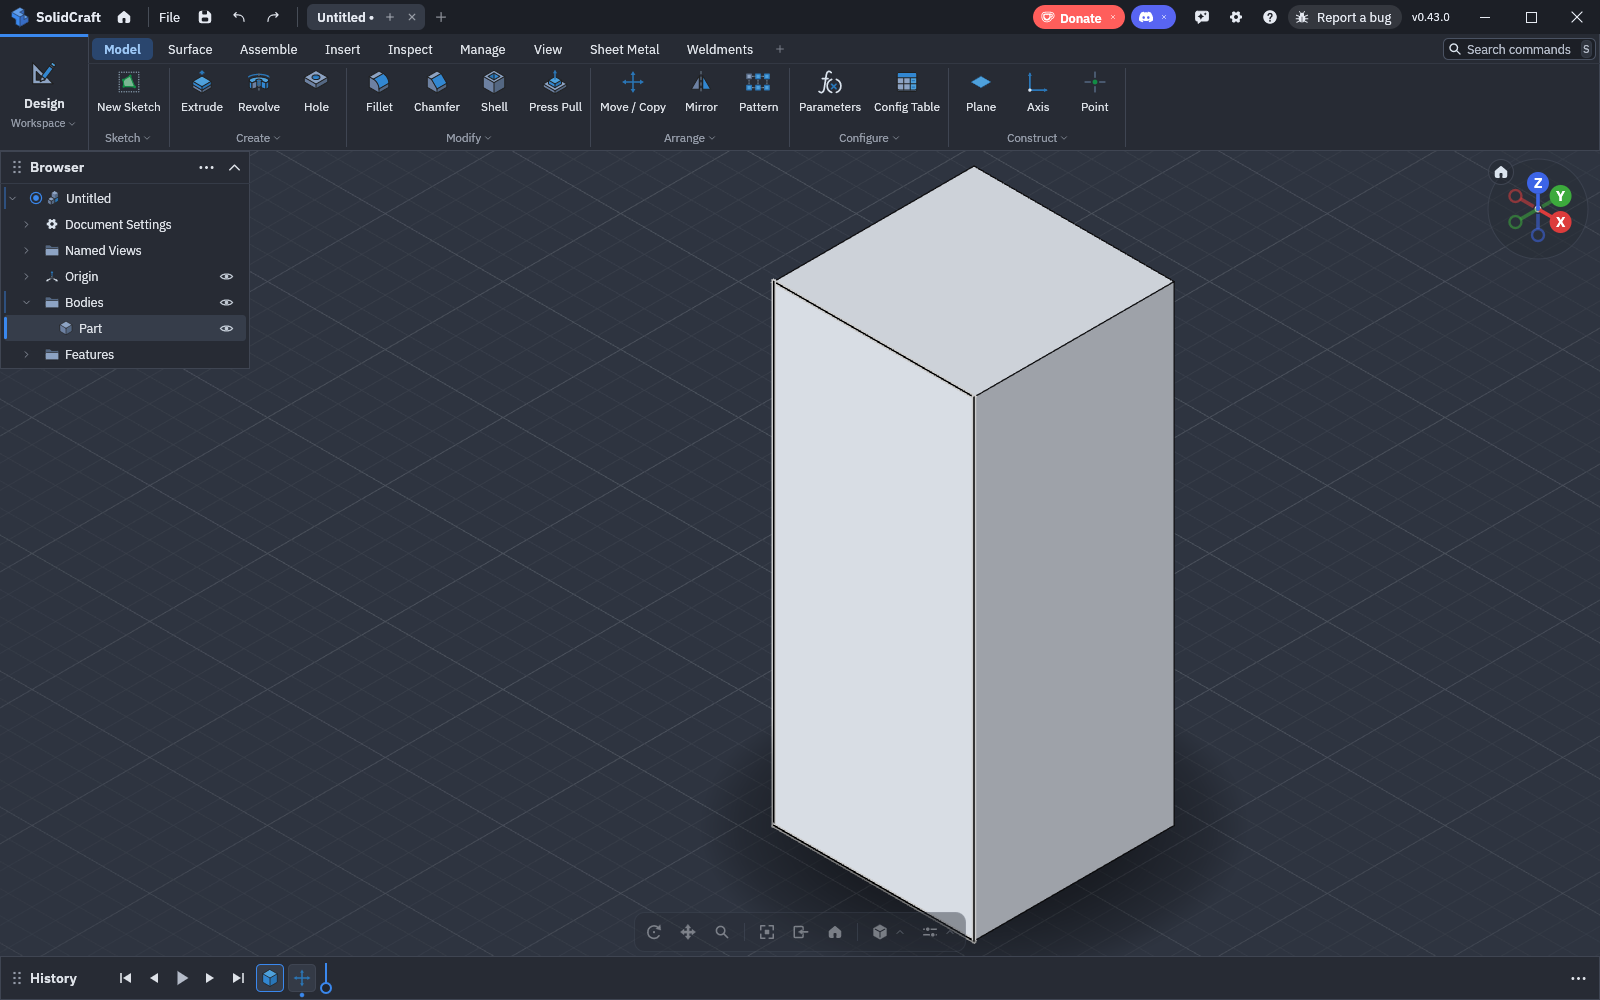 SolidCraft File Untitled • Donate Report a bug v0.43.0
Model Surface Assemble Insert Inspect Manage View Sheet Metal Weldments Search commands S
Design
Workspace
New Sketch Extrude Revolve Hole Fillet Chamfer Shell Press Pull Move / Copy Mirror Pattern Parameters Config Table Plane Axis Point
Sketch Create Modify Arrange Configure Construct
Browser
Untitled
Document Settings
Named Views
Origin
Bodies
Part
Features
Z
Y
X
History